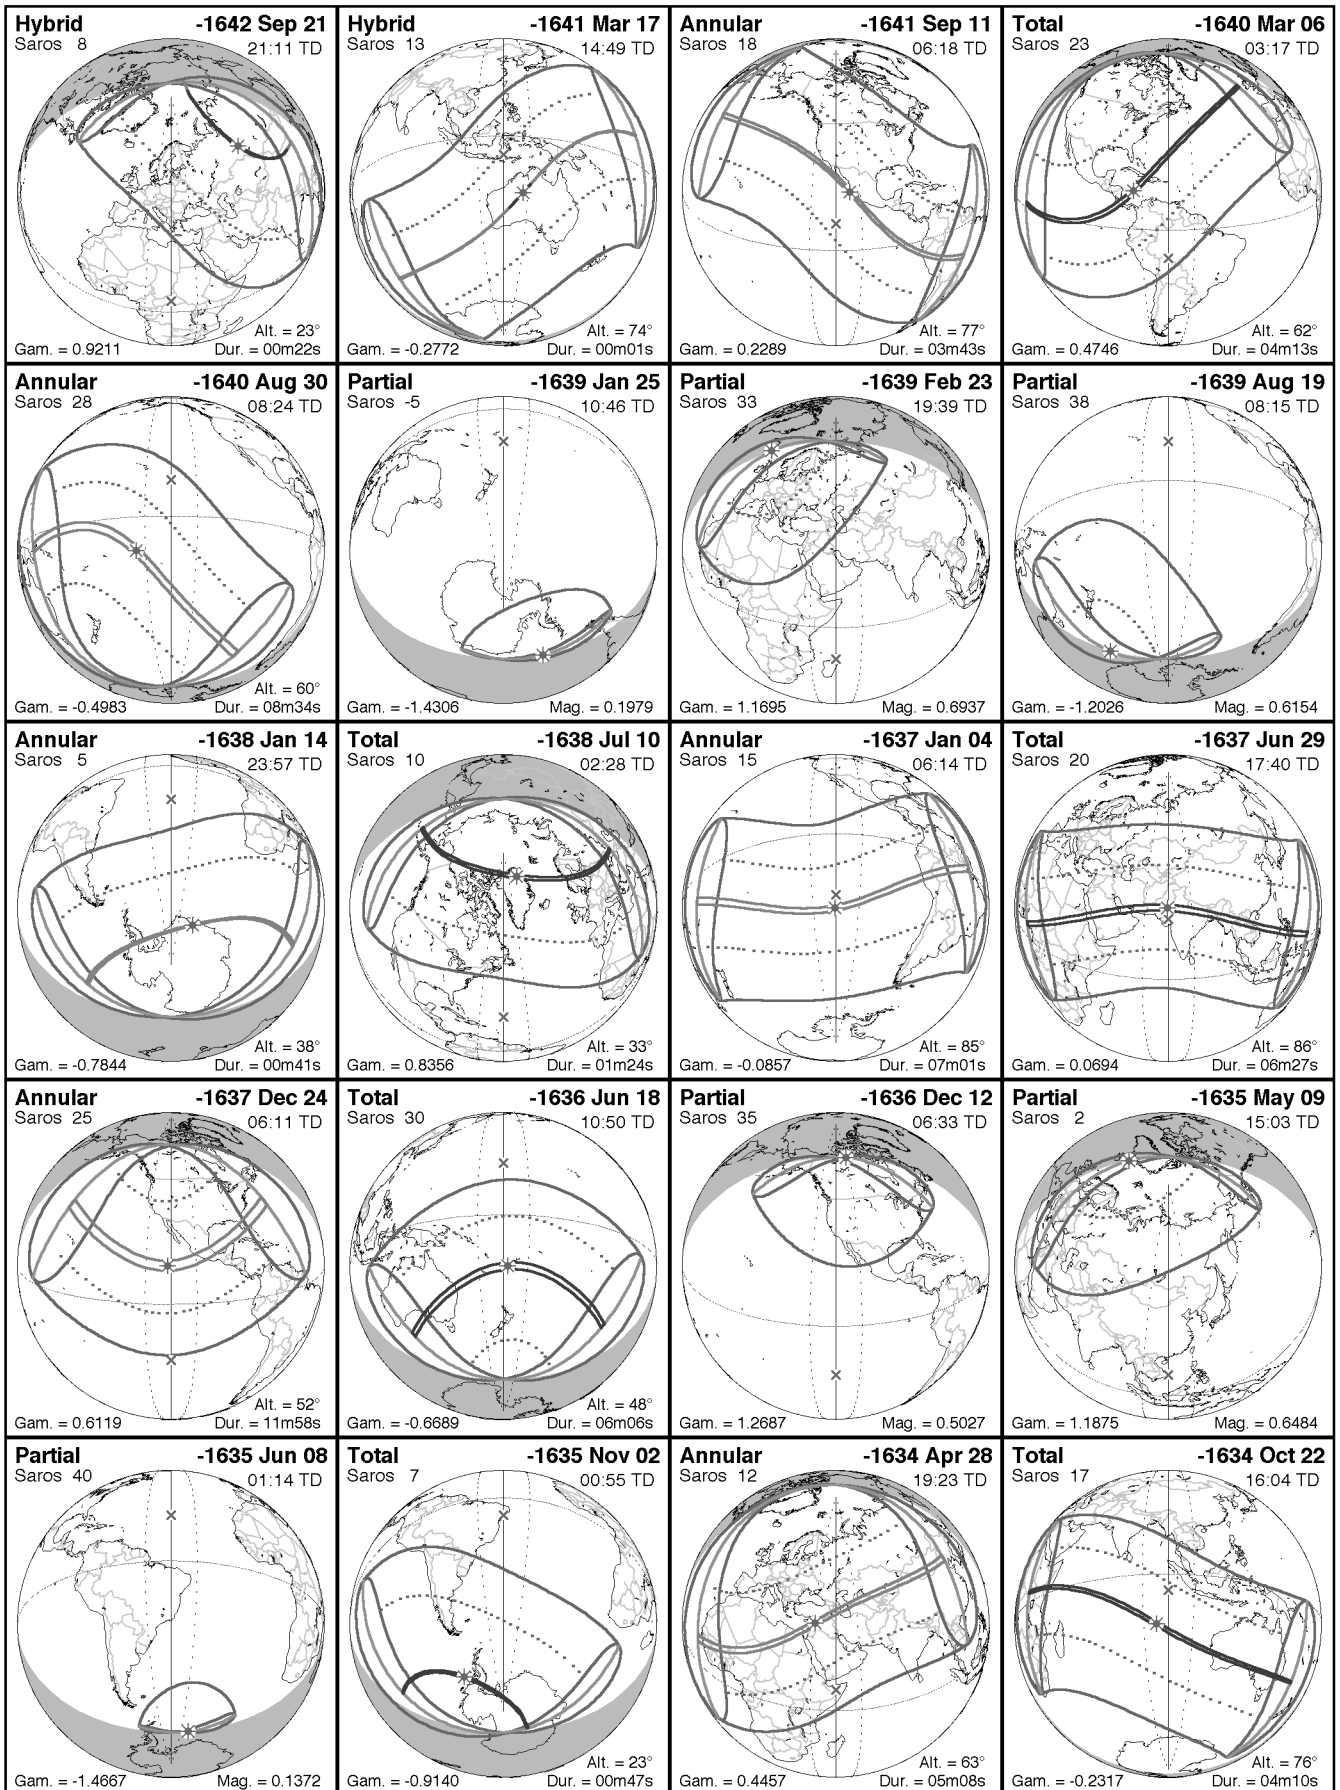 Hybrid -1642 Sep 21
Saros 8 21:11 TD
Alt. = 23°
Gam. = 0.9211 Dur. = 00m22s
Hybrid -1641 Mar 17
Saros 13 14:49 TD
Alt. = 74°
Gam. = -0.2772 Dur. = 00m01s
Annular -1641 Sep 11
Saros 18 06:18 TD
Alt. = 77°
Gam. = 0.2289 Dur. = 03m43s
Total -1640 Mar 06
Saros 23 03:17 TD
Alt. = 62°
Gam. = 0.4746 Dur. = 04m13s
Annular -1640 Aug 30
Saros 28 08:24 TD
Alt. = 60°
Gam. = -0.4983 Dur. = 08m34s
Partial -1639 Jan 25
Saros -5 10:46 TD
Gam. = -1.4306 Mag. = 0.1979
Partial -1639 Feb 23
Saros 33 19:39 TD
Gam. = 1.1695 Mag. = 0.6937
Partial -1639 Aug 19
Saros 38 08:15 TD
Gam. = -1.2026 Mag. = 0.6154
Annular -1638 Jan 14
Saros 5 23:57 TD
Alt. = 38°
Gam. = -0.7844 Dur. = 00m41s
Total -1638 Jul 10
Saros 10 02:28 TD
Alt. = 33°
Gam. = 0.8356 Dur. = 01m24s
Annular -1637 Jan 04
Saros 15 06:14 TD
Alt. = 85°
Gam. = -0.0857 Dur. = 07m01s
Total -1637 Jun 29
Saros 20 17:40 TD
Alt. = 86°
Gam. = 0.0694 Dur. = 06m27s
Annular -1637 Dec 24
Saros 25 06:11 TD
Alt. = 52°
Gam. = 0.6119 Dur. = 11m58s
Total -1636 Jun 18
Saros 30 10:50 TD
Alt. = 48°
Gam. = -0.6689 Dur. = 06m06s
Partial -1636 Dec 12
Saros 35 06:33 TD
Gam. = 1.2687 Mag. = 0.5027
Partial -1635 May 09
Saros 2 15:03 TD
Gam. = 1.1875 Mag. = 0.6484
Partial -1635 Jun 08
Saros 40 01:14 TD
Gam. = -1.4667 Mag. = 0.1372
Total -1635 Nov 02
Saros 7 00:55 TD
Alt. = 23°
Gam. = -0.9140 Dur. = 00m47s
Annular -1634 Apr 28
Saros 12 19:23 TD
Alt. = 63°
Gam. = 0.4457 Dur. = 05m08s
Total -1634 Oct 22
Saros 17 16:04 TD
Alt. = 76°
Gam. = -0.2317 Dur. = 04m10s